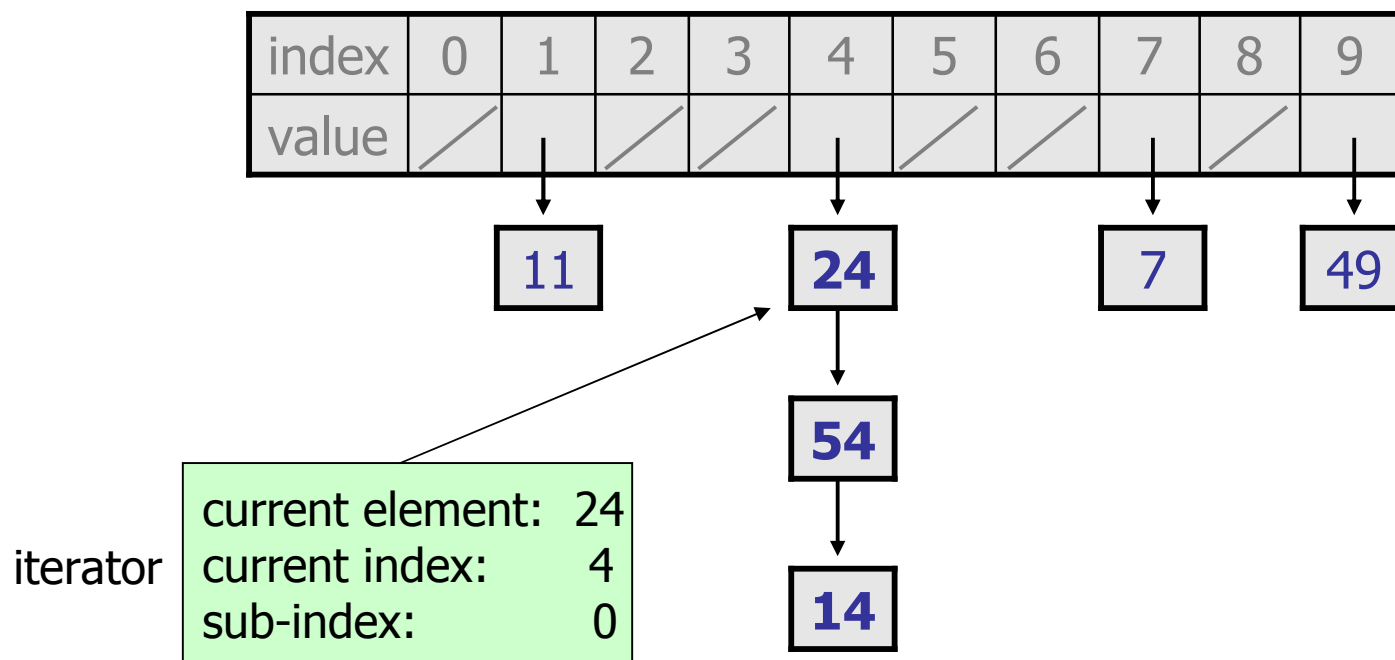 index 0 1 2 3 4 5 6 7 8 9
value
11 24 7 49
54
14
iterator
current element: 24
current index: 4
sub-index: 0